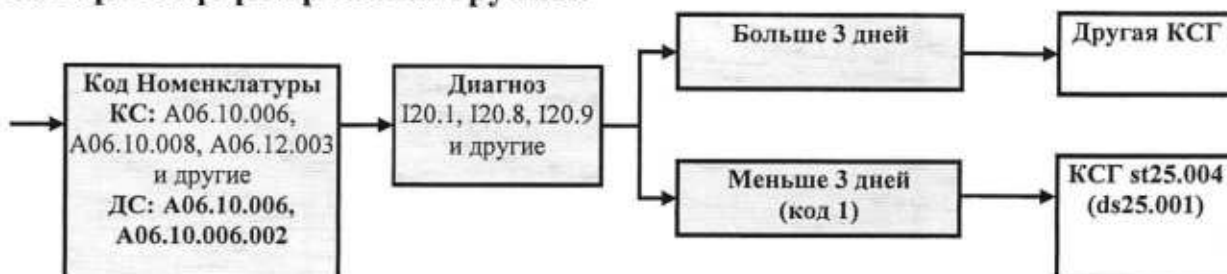 Код Номенклатуры
КС: А06.10.006,
А06.10.008, А06.12.003
и другие
ДС: А06.10.006,
А06.10.006.002
Диагноз
I20.1, I20.8, I20.9
и другие
Больше 3 дней
Другая КСГ
Меньше 3 дней
(код 1)
КСГ st25.004
(ds25.001)